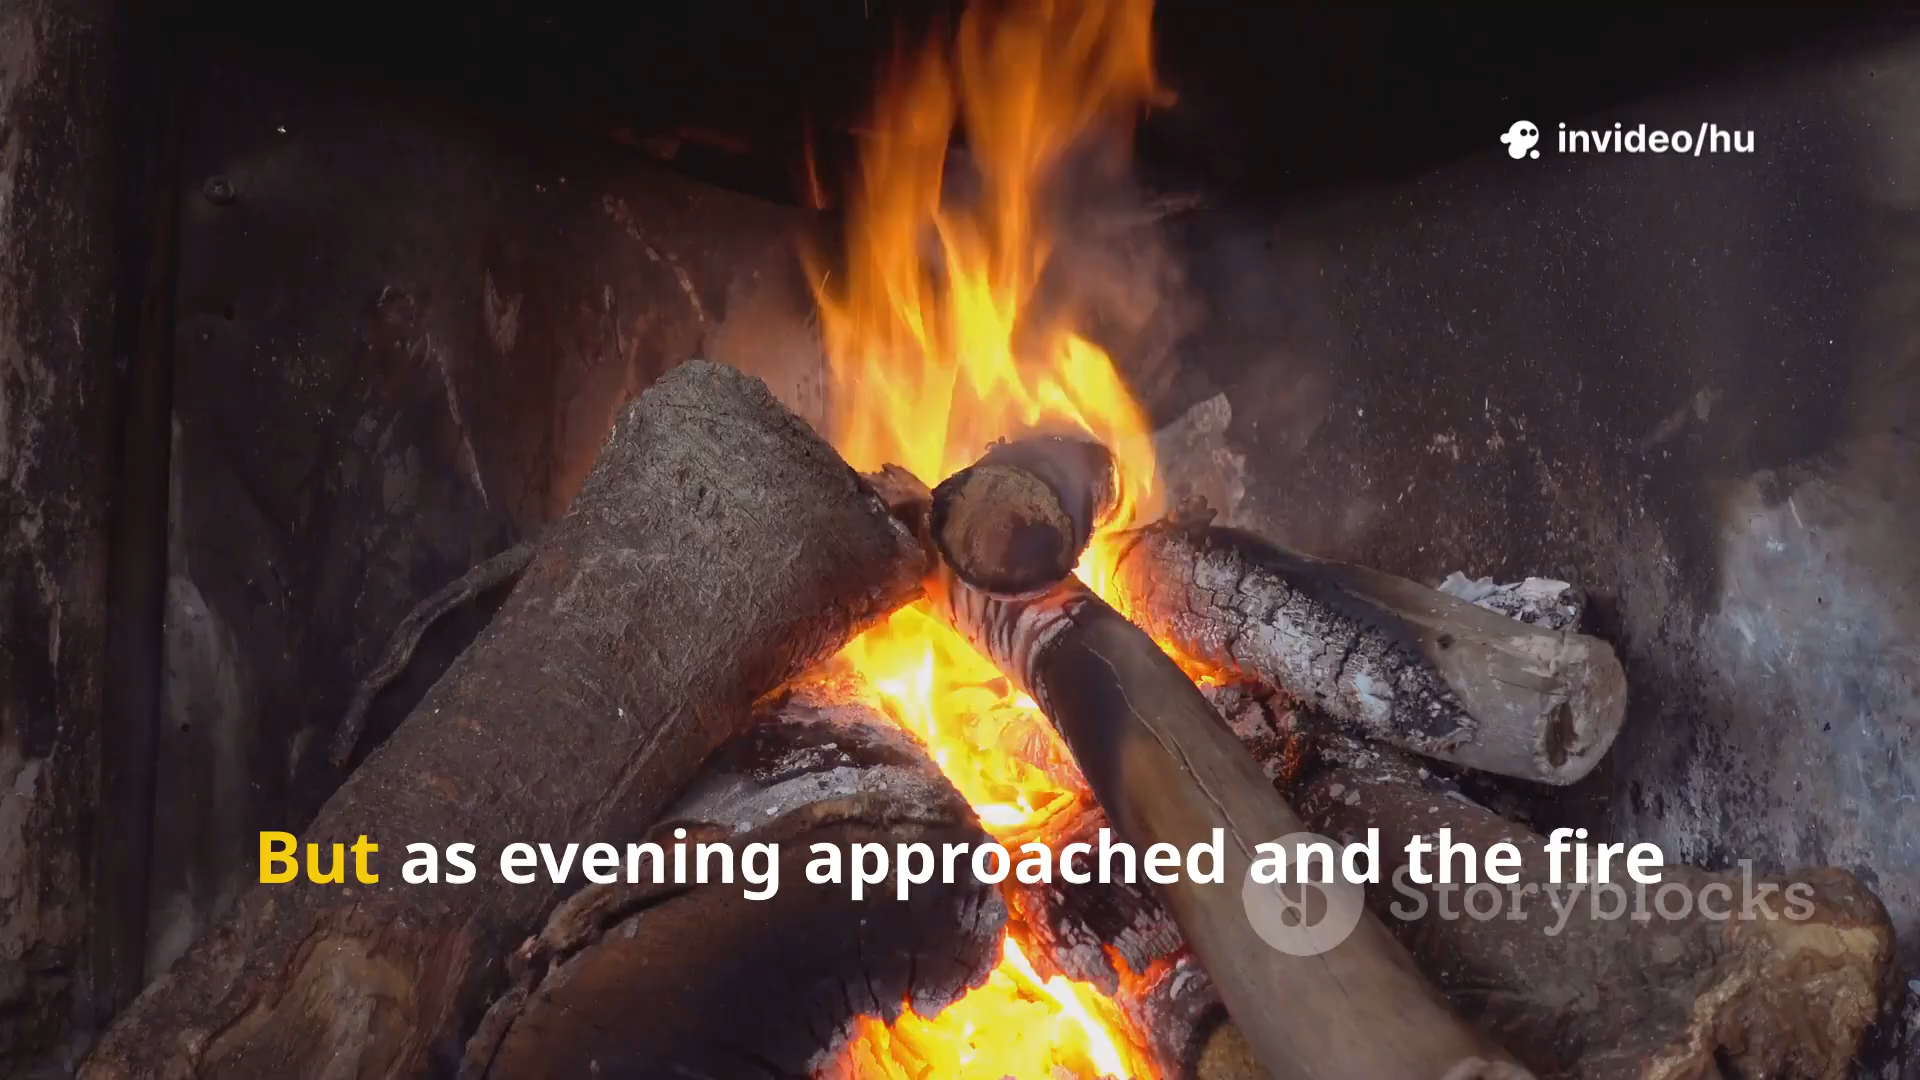 invideo/hu
But as evening approached and the fire
Storyblocks